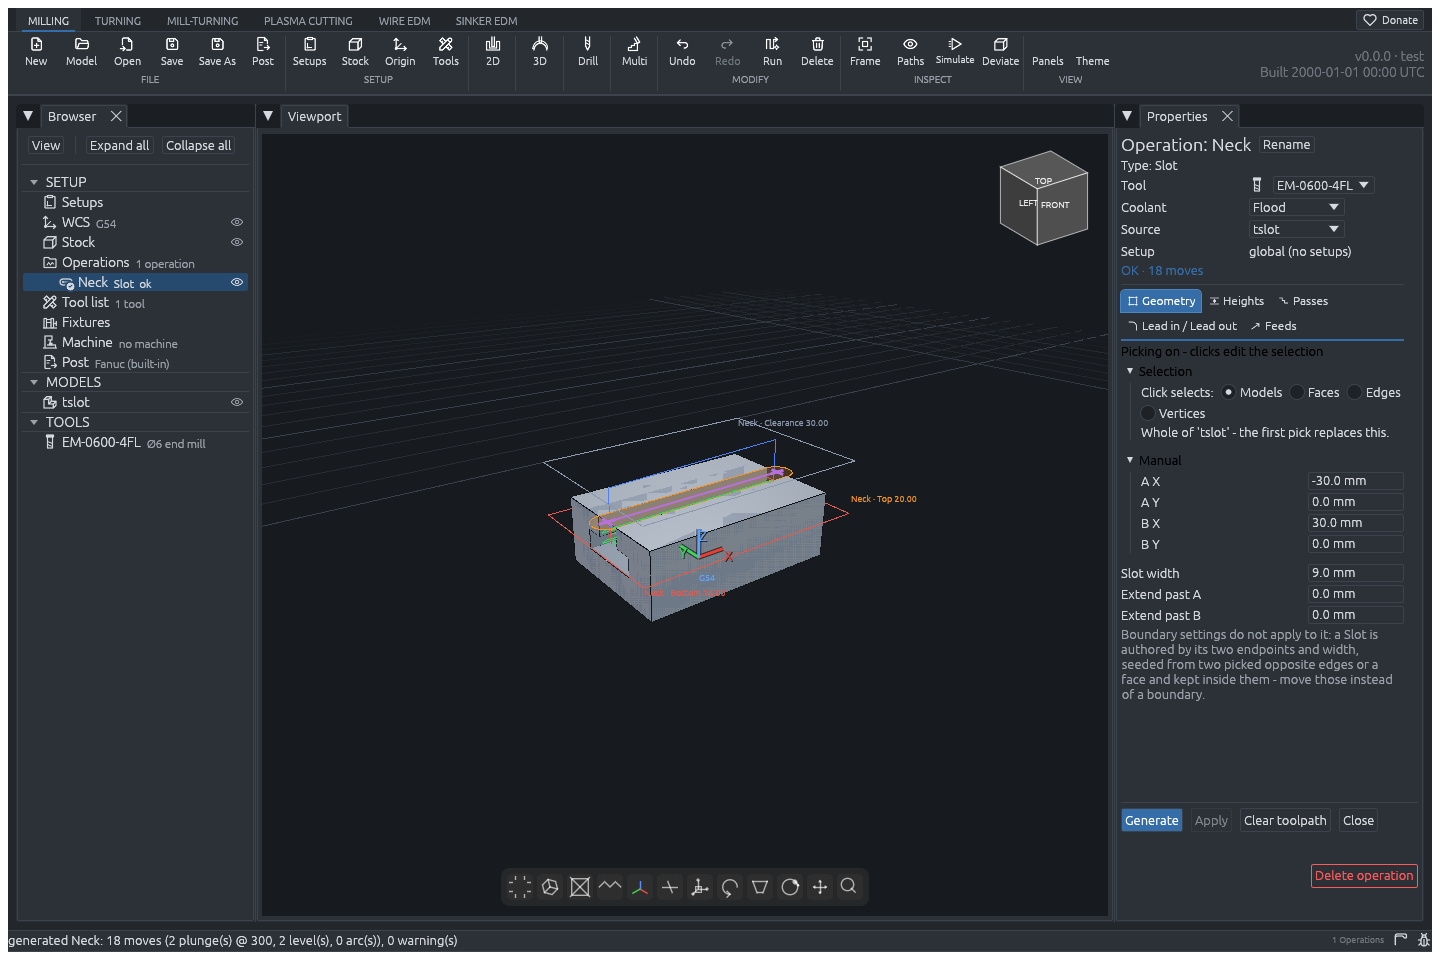 MILLING TURNING MILL-TURNING PLASMA CUTTING WIRE EDM SINKER EDM Donate
New Model Open Save Save As Post Setups Stock Origin Tools 2D 3D Drill Multi Undo Redo Run Delete Frame Paths Simulate Deviate Panels Theme
FILE SETUP MODIFY INSPECT VIEW
v0.0.0 · test
Built 2000-01-01 00:00 UTC
Browser
View Expand all Collapse all
SETUP
Setups
WCS G54
Stock
Operations 1 operation
Neck Slot ok
Tool list 1 tool
Fixtures
Machine no machine
Post Fanuc (built-in)
MODELS
tslot
TOOLS
EM-0600-4FL Ø6 end mill
Viewport
TOP
LEFT FRONT
Neck - Clearance 30.00
Neck - Top 20.00
Z
Y X
G54
Properties
Operation: Neck Rename
Type: Slot
Tool EM-0600-4FL
Coolant Flood
Source tslot
Setup global (no setups)
OK · 18 moves
Geometry Heights Passes
Lead in / Lead out Feeds
Picking on - clicks edit the selection
Selection
Click selects: Models Faces Edges
Vertices
Whole of 'tslot' - the first pick replaces this.
Manual
A X -30.0 mm
A Y 0.0 mm
B X 30.0 mm
B Y 0.0 mm
Slot width 9.0 mm
Extend past A 0.0 mm
Extend past B 0.0 mm
Boundary settings do not apply to it: a Slot is
authored by its two endpoints and width,
seeded from two picked opposite edges or a
face and kept inside them - move those instead
of a boundary.
Generate Apply Clear toolpath Close
Delete operation
generated Neck: 18 moves (2 plunge(s) @ 300, 2 level(s), 0 arc(s)), 0 warning(s)
1 Operations